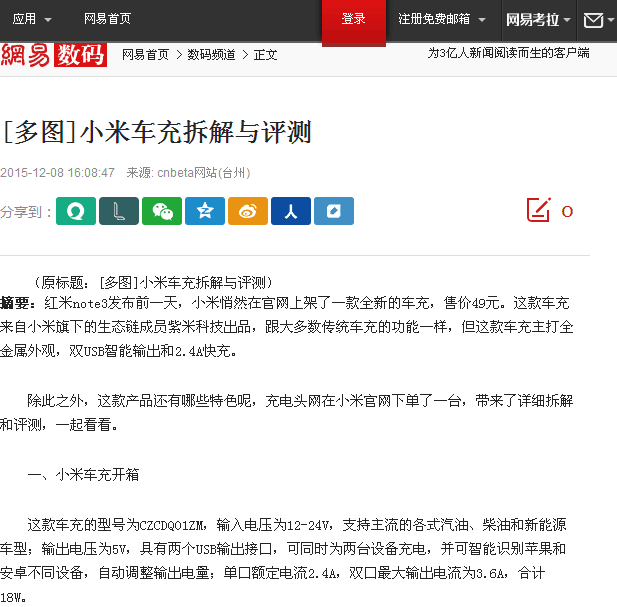 应用 网易首页 登录 注册免费邮箱 网易考拉
網易 数码 网易首页 > 数码频道 > 正文 为3亿人新闻阅读而生的客户端
[多图]小米车充拆解与评测
2015-12-08 16:08:47 来源: cnbeta网站(台州)
分享到： 0
（原标题：[多图]小米车充拆解与评测）
摘要：红米note3发布前一天，小米悄然在官网上架了一款全新的车充，售价49元。这款车充
来自小米旗下的生态链成员紫米科技出品，跟大多数传统车充的功能一样，但这款车充主打全
金属外观，双USB智能输出和2.4A快充。
除此之外，这款产品还有哪些特色呢，充电头网在小米官网下单了一台，带来了详细拆解
和评测，一起看看。
一、小米车充开箱
这款车充的型号为CZCDQ01ZM，输入电压为12-24V，支持主流的各式汽油、柴油和新能源
车型；输出电压为5V，具有两个USB输出接口，可同时为两台设备充电，并可智能识别苹果和
安卓不同设备，自动调整输出电量；单口额定电流2.4A，双口最大输出电流为3.6A，合计
18W。